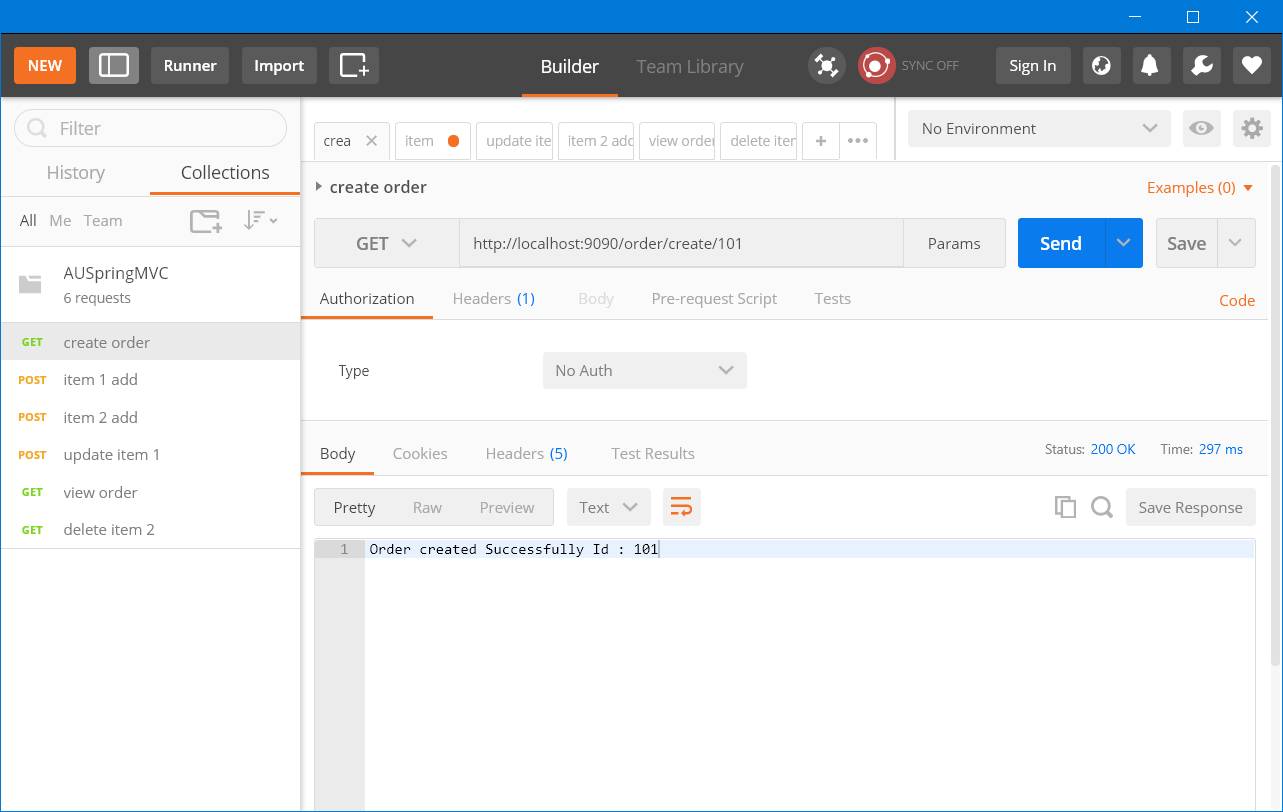 NEW Runner Import Builder Team Library SYNC OFF Sign In
Filter
History Collections
All Me Team
AUSpringMVC
6 requests
GET create order
POST item 1 add
POST item 2 add
POST update item 1
GET view order
GET delete item 2
crea item update ite item 2 add view order delete iter No Environment
create order Examples (0)
GET http://localhost:9090/order/create/101 Params Send Save
Authorization Headers (1) Body Pre-request Script Tests Code
Type No Auth
Body Cookies Headers (5) Test Results Status: 200 OK Time: 297 ms
Pretty Raw Preview Text Save Response
1 Order created Successfully Id : 101